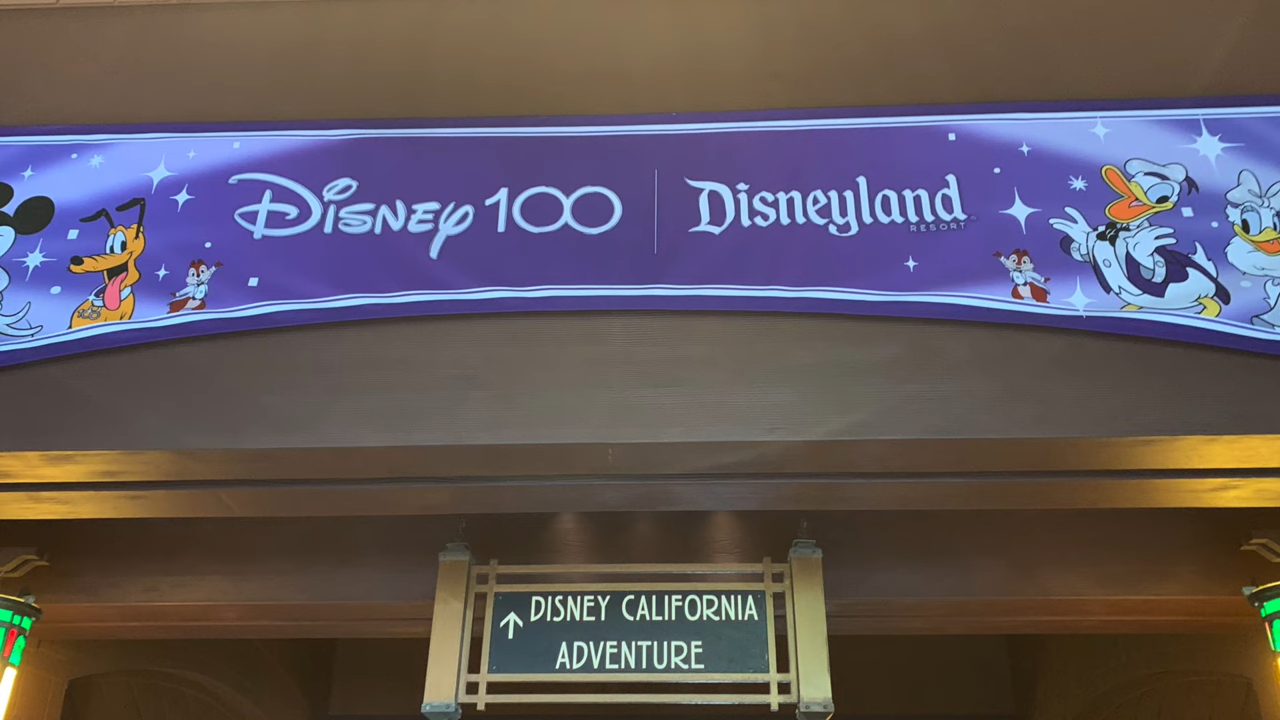 DISNEY 100 Disneyland
RESORT
↑ DISNEY CALIFORNIA
ADVENTURE